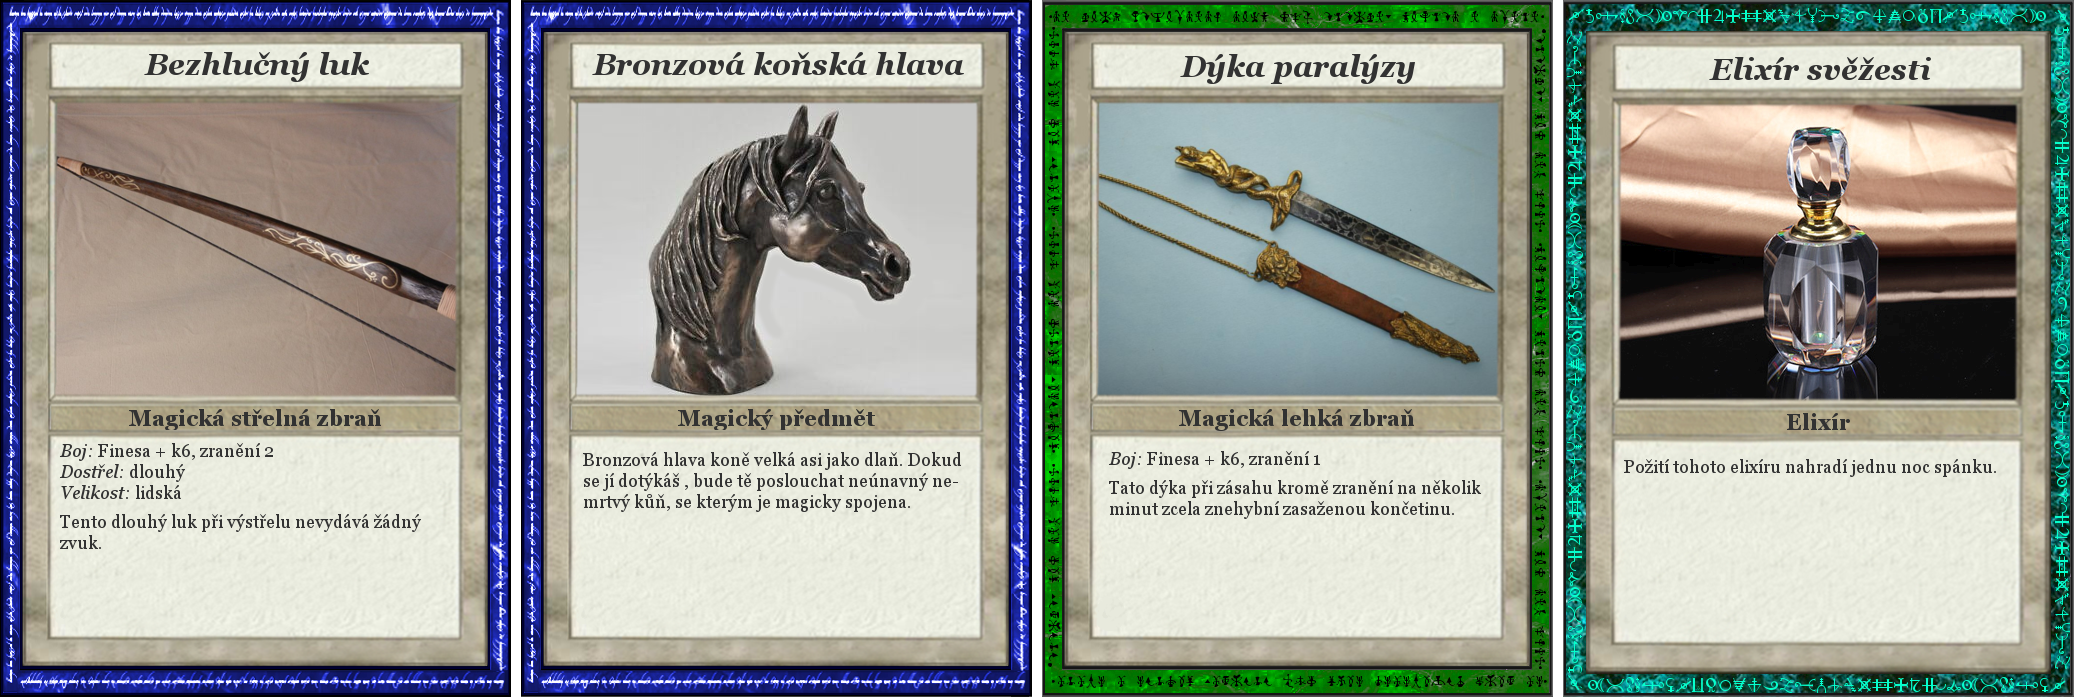 Bezhlučný luk
Magická střelná zbraň
Boj: Finesa + k6, zranění 2
Dostřel: dlouhý
Velikost: lidská
Tento dlouhý luk při výstřelu nevydává žádný
zvuk.
Bronzová koňská hlava
Magický předmět
Bronzová hlava koně velká asi jako dlaň. Dokud
se jí dotýkáš , bude tě poslouchat neúnavný ne-
mrtvý kůň, se kterým je magicky spojena.
Dýka paralýzy
Magická lehká zbraň
Boj: Finesa + k6, zranění 1
Tato dýka při zásahu kromě zranění na několik
minut zcela znehybní zasaženou končetinu.
Elixír svěžesti
Elixír
Požití tohoto elixíru nahradí jednu noc spánku.